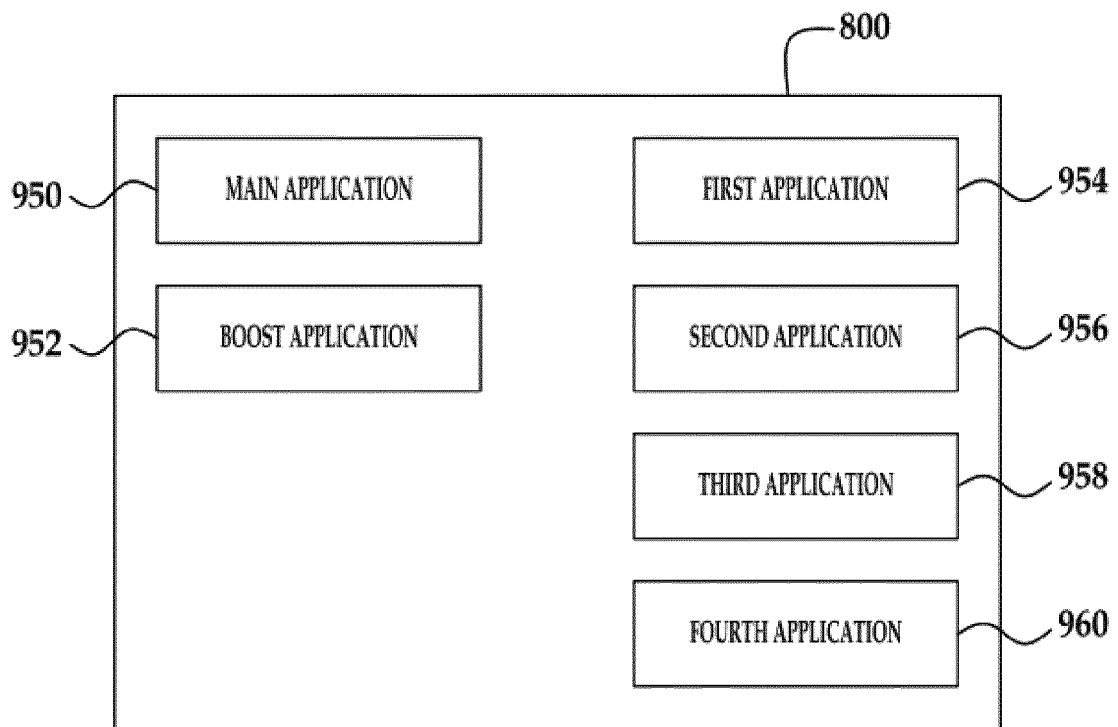 800
950 MAIN APPLICATION
FIRST APPLICATION 954
952 BOOST APPLICATION
SECOND APPLICATION 956
THIRD APPLICATION 958
FOURTH APPLICATION 960